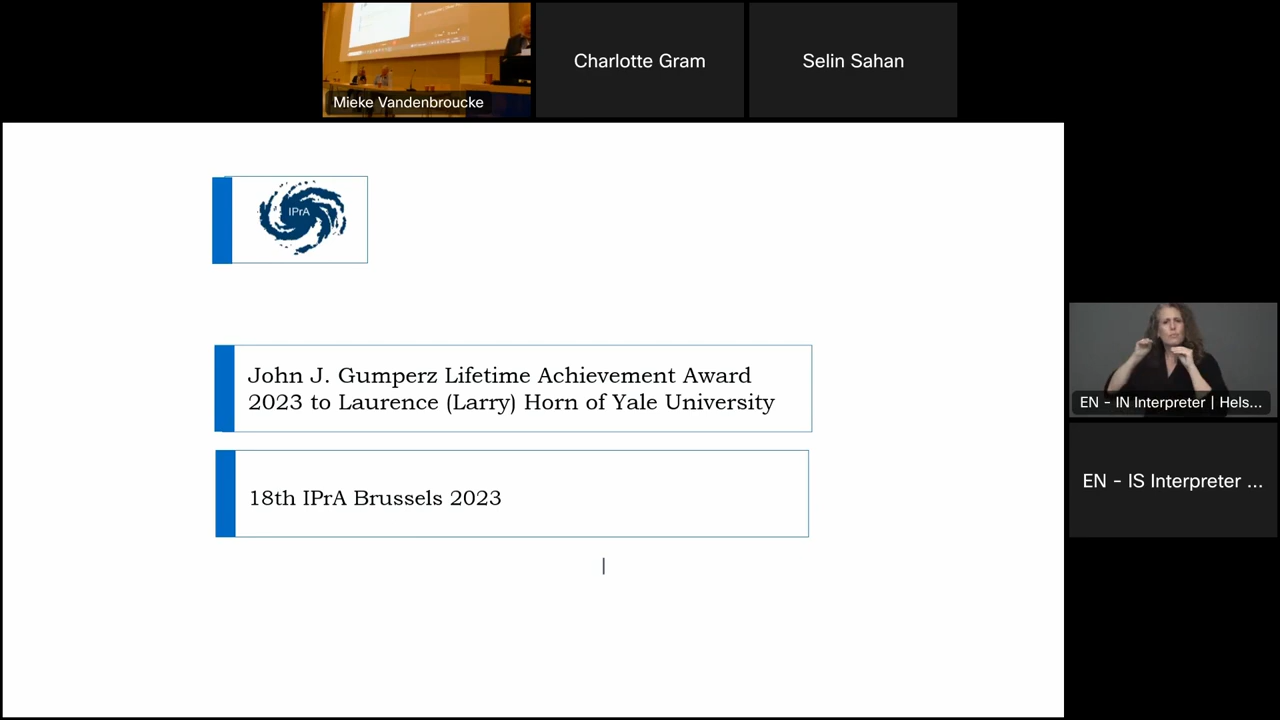 Mieke Vandenbroucke
Charlotte Gram
Selin Sahan
IPrA
John J. Gumperz Lifetime Achievement Award
2023 to Laurence (Larry) Horn of Yale University
EN - IN Interpreter | Hels...
EN - IS Interpreter ...
18th IPrA Brussels 2023